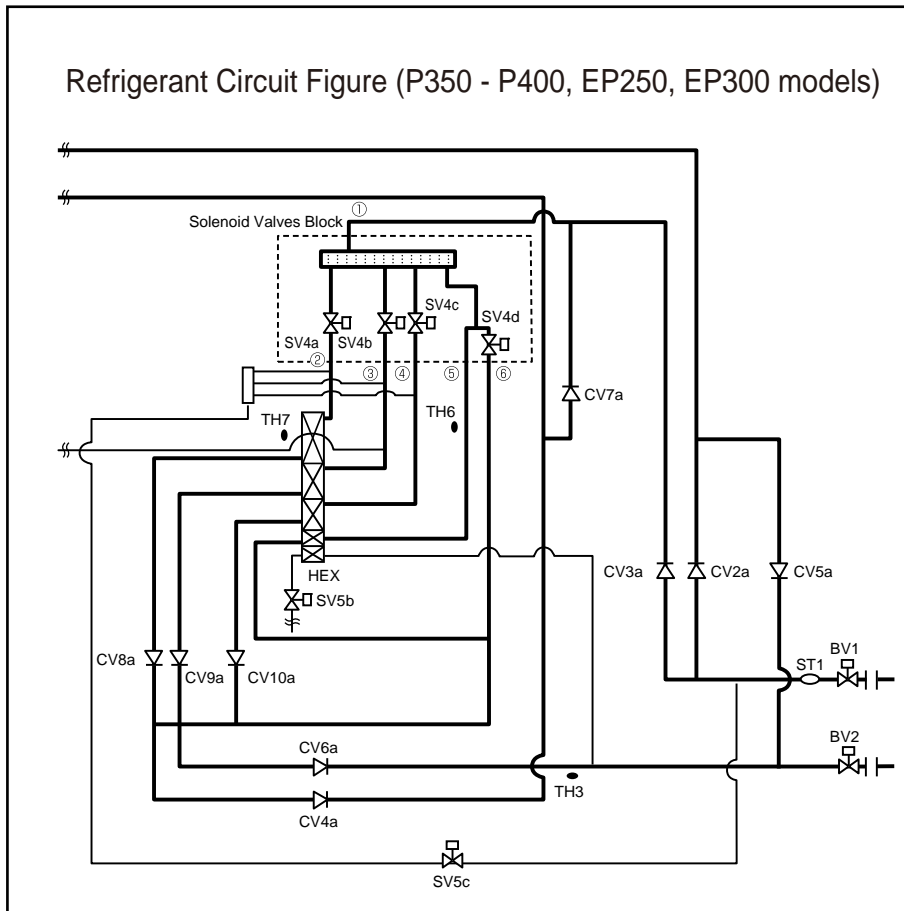 Refrigerant Circuit Figure (P350 - P400, EP250, EP300 models)
①
Solenoid Valves Block
SV4c
SV4d
SV4a
SV4b
②
③
④
⑤
⑥
CV7a
TH7
TH6
HEX
CV3a
CV2a
CV5a
SV5b
CV8a
CV9a
CV10a
ST1
BV1
BV2
CV6a
TH3
CV4a
SV5c